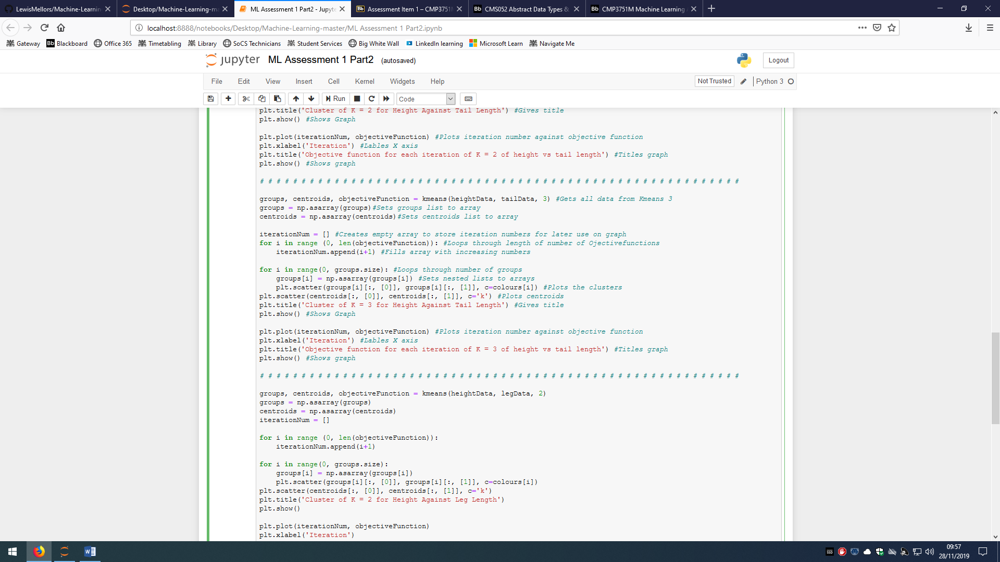 LewisMellors/Machine-Learnin
Desktop/Machine-Learning-ma
ML Assessment 1 Part2 - Jupyte
Assessment Item 1 – CMP3751M
CMS052 Abstract Data Types &
CMP3751M Machine Learning
localhost:8888/notebooks/Desktop/Machine-Learning-master/ML Assessment 1 Part2.ipynb
Gateway
Blackboard
Office 365
Timetabling
Library
SoCS Technicians
Student Services
Big White Wall
LinkedIn learning
Microsoft Learn
Navigate Me
jupyter ML Assessment 1 Part2 (autosaved)
Logout
File Edit View Insert Cell Kernel Widgets Help
Not Trusted
Python 3
Run
Code
plt.title('Cluster of K = 2 for Height Against Tail Length') #Gives title
plt.show() #Shows Graph
plt.plot(iterationNum, objectiveFunction) #Plots iteration number against objective function
plt.xlabel('Iteration') #Lables X axis
plt.title('Objective function for each iteration of K = 2 of height vs tail length') #Titles graph
plt.show() #Shows graph
# # # # # # # # # # # # # # # # # # # # # # # # # # # # # # # # # # # # # # # # # # # # # # # # # # # # # # # # # #
groups, centroids, objectiveFunction = kmeans(heightData, tailData, 3) #Gets all data from Kmeans 3
groups = np.asarray(groups)#Sets groups list to array
centroids = np.asarray(centroids)#Sets centroids list to array
iterationNum = [] #Creates empty array to store iteration numbers for later use on graph
for i in range (0, len(objectiveFunction)): #Loops through length of number of Ojectivefunctions
iterationNum.append(i+1) #Fills array with increasing numbers
for i in range(0, groups.size): #Loops through number of groups
groups[i] = np.asarray(groups[i]) #Sets nested lists to arrays
plt.scatter(groups[i][:, [0]], groups[i][:, [1]], c=colours[i]) #Plots the clusters
plt.scatter(centroids[:, [0]], centroids[:, [1]], c='k') #Plots centroids
plt.title('Cluster of K = 3 for Height Against Tail Length') #Gives title
plt.show() #Shows Graph
plt.plot(iterationNum, objectiveFunction) #Plots iteration number against objective function
plt.xlabel('Iteration') #Lables X axis
plt.title('Objective function for each iteration of K = 3 of height vs tail length') #Titles graph
plt.show() #Shows graph
# # # # # # # # # # # # # # # # # # # # # # # # # # # # # # # # # # # # # # # # # # # # # # # # # # # # # # # # # #
groups, centroids, objectiveFunction = kmeans(heightData, legData, 2)
groups = np.asarray(groups)
centroids = np.asarray(centroids)
iterationNum = []
for i in range (0, len(objectiveFunction)):
iterationNum.append(i+1)
for i in range(0, groups.size):
groups[i] = np.asarray(groups[i])
plt.scatter(groups[i][:, [0]], groups[i][:, [1]], c=colours[i])
plt.scatter(centroids[:, [0]], centroids[:, [1]], c='k')
plt.title('Cluster of K = 2 for Height Against Leg Length')
plt.show()
plt.plot(iterationNum, objectiveFunction)
plt.xlabel('Iteration')
09:57
28/11/2019